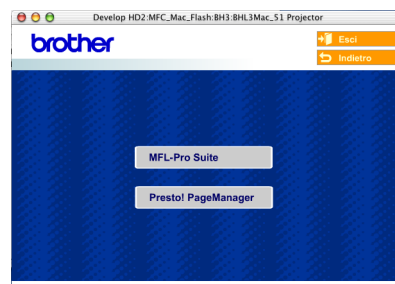 Develop HD2:MFC_Mac_Flash:BH3:BHL3Mac_51 Projector
brother
Esci
Indietro
MFL-Pro Suite
Presto! PageManager